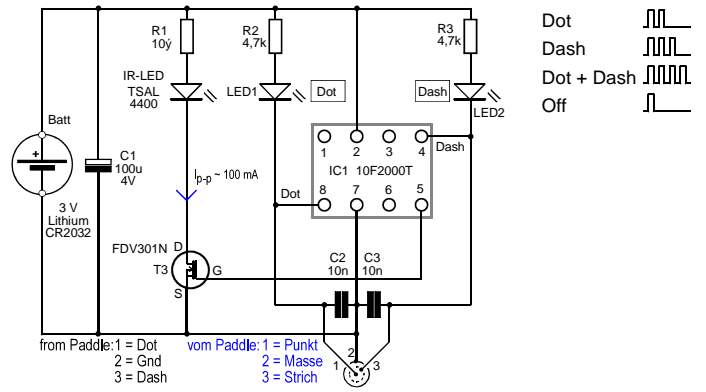 R1
10ý
R2
4,7k
R3
4,7k
IR-LED
TSAL
4400
LED1
Dot
Dash
LED2
Batt
+
C1
100u
4V
3 V
Lithium
CR2032
I p-p ~ 100 mA
1 2 3 4
IC1 10F2000T
8 7 6 5
Dash
Dot
FDV301N
T3
D
G
S
C2
10n
C3
10n
from Paddle: 1 = Dot
2 = Gnd
3 = Dash
vom Paddle: 1 = Punkt
2 = Masse
3 = Strich
1 2 3
Dot
Dash
Dot + Dash
Off